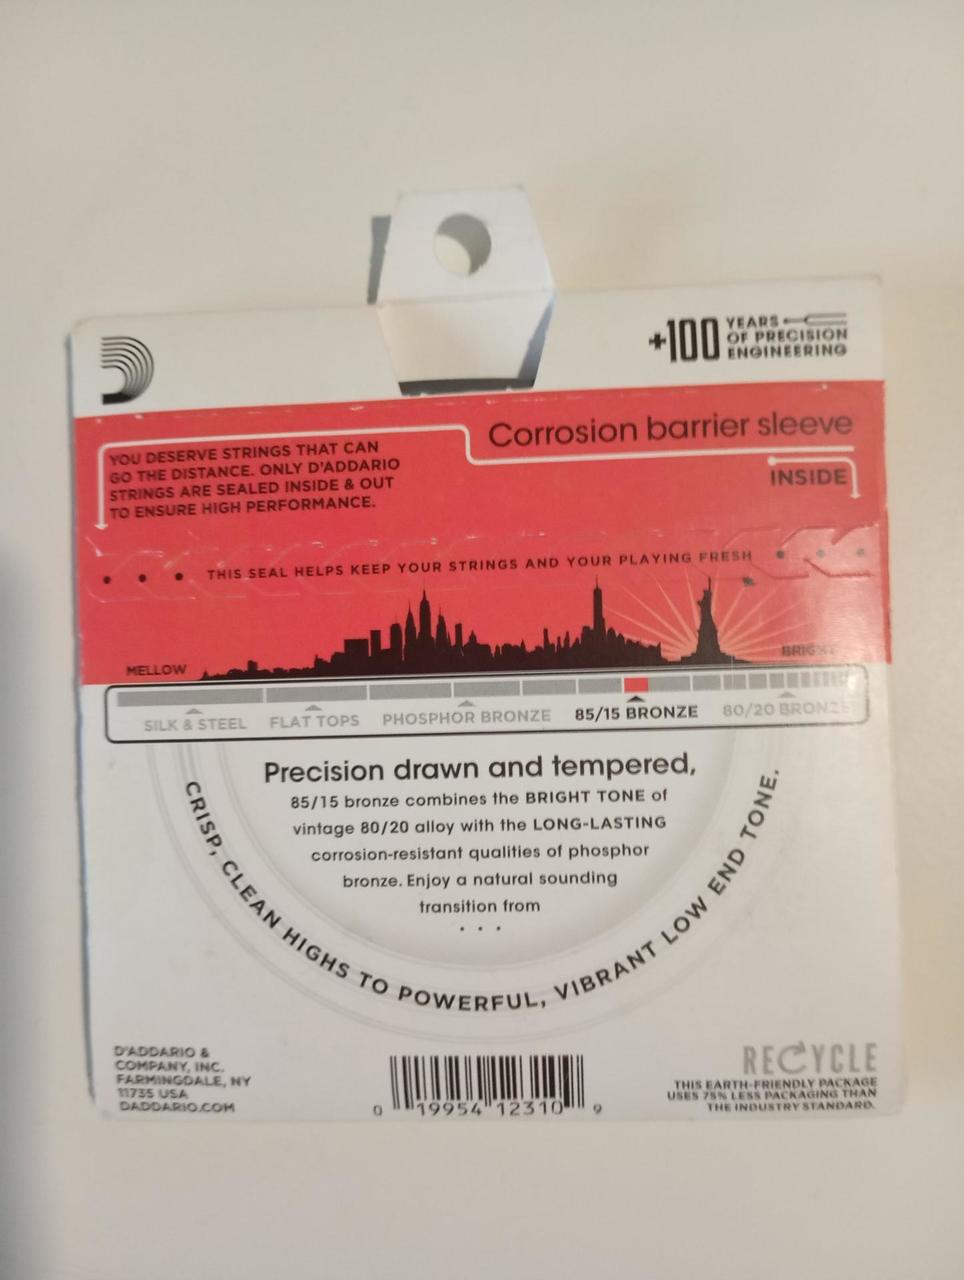 +100 YEARS
OF PRECISION
ENGINEERING
YOU DESERVE STRINGS THAT CAN
GO THE DISTANCE. ONLY D'ADDARIO
STRINGS ARE SEALED INSIDE & OUT
TO ENSURE HIGH PERFORMANCE.
Corrosion barrier sleeve
INSIDE
• • • THIS SEAL HELPS KEEP YOUR STRINGS AND YOUR PLAYING FRESH • • •
MELLOW
BRIGHT
SILK & STEEL FLAT TOPS PHOSPHOR BRONZE 85/15 BRONZE 80/20 BRONZE
Precision drawn and tempered,
85/15 bronze combines the BRIGHT TONE of
vintage 80/20 alloy with the LONG-LASTING
corrosion-resistant qualities of phosphor
bronze. Enjoy a natural sounding
transition from
...
CRISP, CLEAN HIGHS TO POWERFUL, VIBRANT LOW END TONE.
D'ADDARIO &
COMPANY, INC.
FARMINGDALE, NY
11735 USA
DADDARIO.COM
0 19954 12310 9
RECYCLE
THIS EARTH-FRIENDLY PACKAGE
USES 75% LESS PACKAGING THAN
THE INDUSTRY STANDARD.